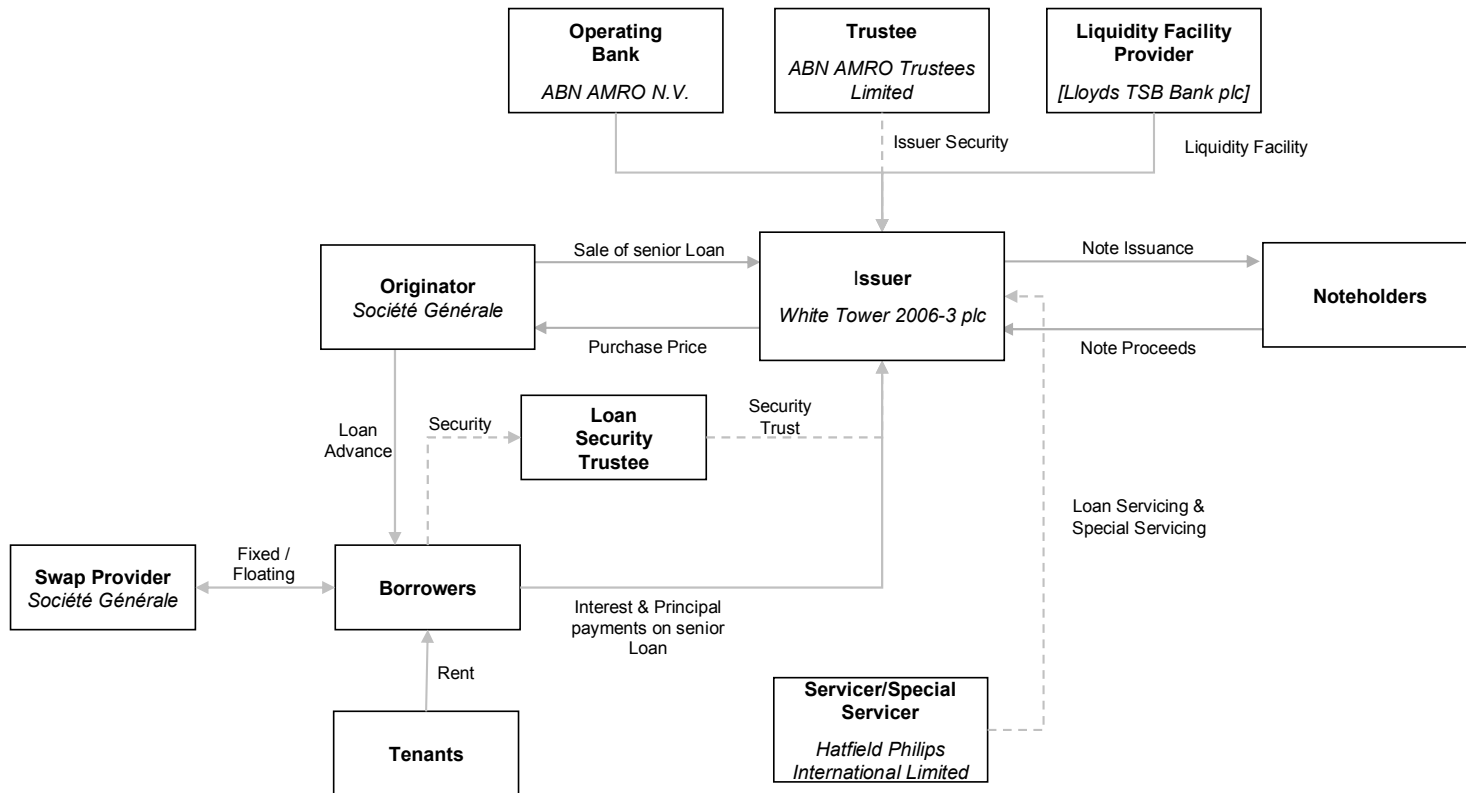 Operating
Bank
ABN AMRO N.V.
Trustee
ABN AMRO Trustees
Limited
Liquidity Facility
Provider
[Lloyds TSB Bank plc]
Issuer Security
Liquidity Facility
Originator
Société Générale
Sale of senior Loan
Purchase Price
Issuer
White Tower 2006-3 plc
Note Issuance
Note Proceeds
Noteholders
Loan
Advance
Security
Loan
Security
Trustee
Security
Trust
Loan Servicing &
Special Servicing
Swap Provider
Société Générale
Fixed /
Floating
Borrowers
Interest & Principal
payments on senior
Loan
Rent
Tenants
Servicer/Special
Servicer
Hatfield Philips
International Limited